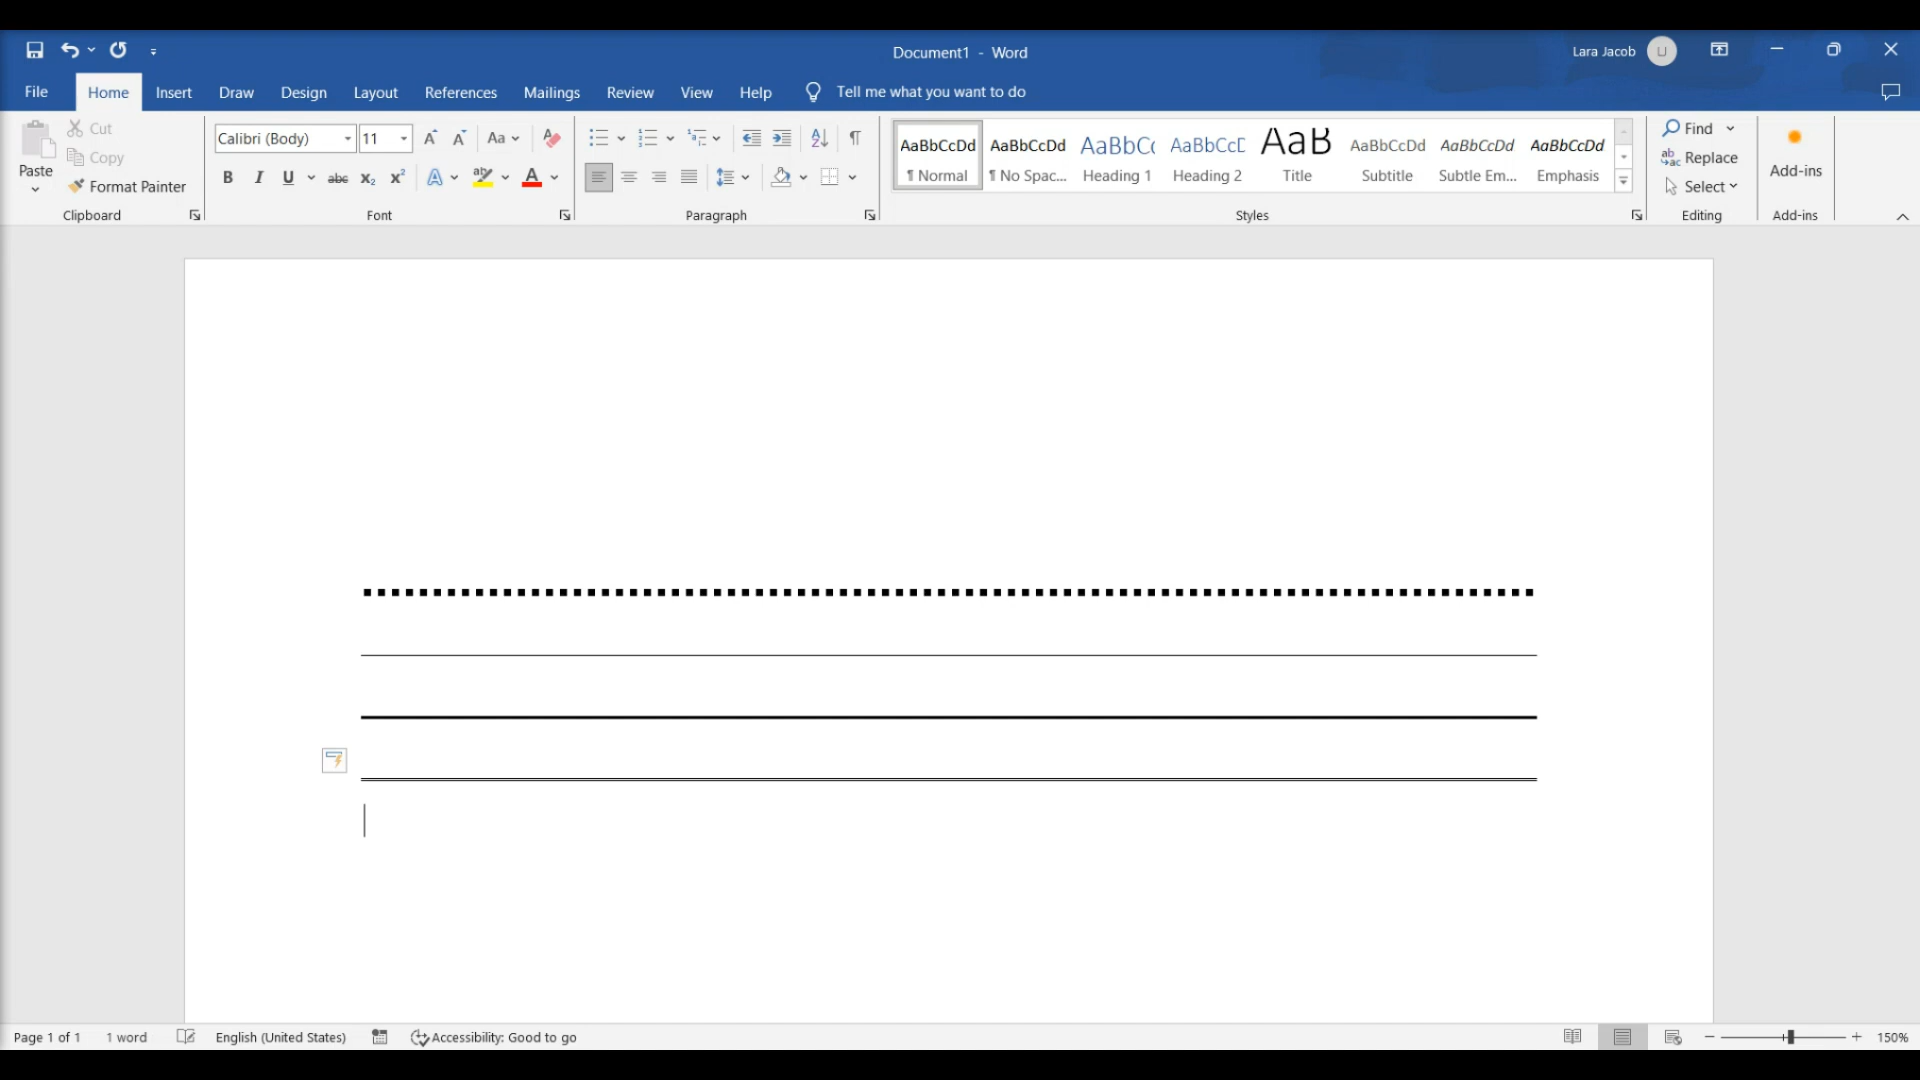 Document1 - Word
Lara Jacob
LJ
File Home Insert Draw Design Layout References Mailings Review View Help Tell me what you want to do
Paste
Cut
Copy
Format Painter
Clipboard
Calibri (Body) 11
Aa
B I U abc x₂ x²
Font
Paragraph
AaBbCcDd AaBbCcDd AaBbCc AaBbCcD AaB AaBbCcDd AaBbCcDd AaBbCcDd
¶ Normal ¶ No Spac... Heading 1 Heading 2 Title Subtitle Subtle Em... Emphasis
Styles
Find
Replace
Select
Editing
Add-ins
Add-ins
Page 1 of 1 1 word English (United States) Accessibility: Good to go 150%